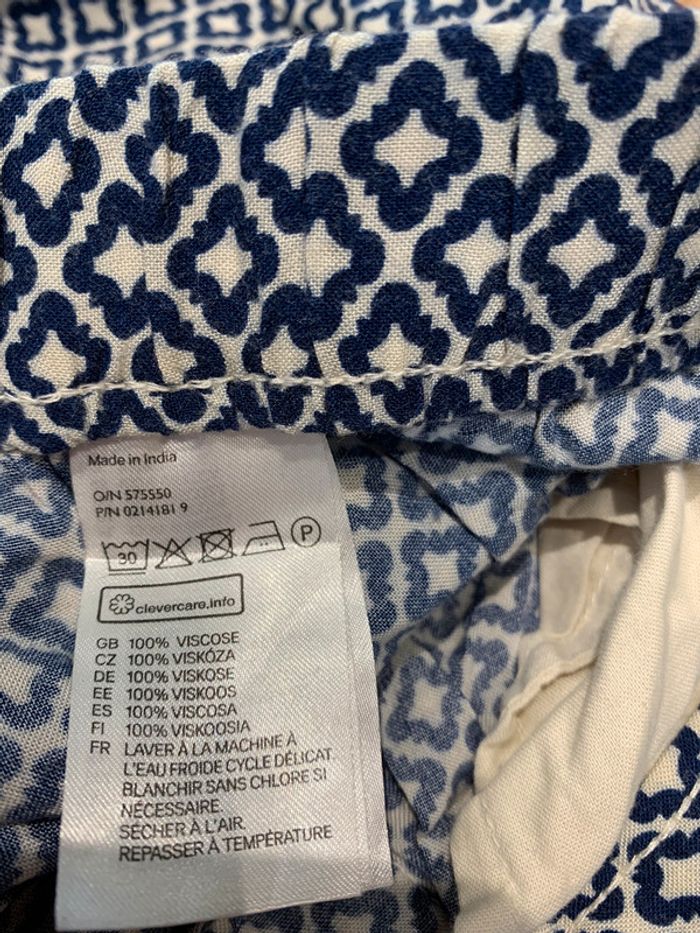 Made in India
O/N 575550
P/N 0214181 9
30 P
clevercare.info
GB 100% VISCOSE
CZ 100% VISKÓZA
DE 100% VISKOSE
EE 100% VISKOOS
ES 100% VISCOSA
FI 100% VISKOOSIA
FR LAVER À LA MACHINE À
L'EAU FROIDE CYCLE DÉLICAT.
BLANCHIR SANS CHLORE SI
NÉCESSAIRE.
SÉCHER À L'AIR.
REPASSER À TEMPÉRATURE